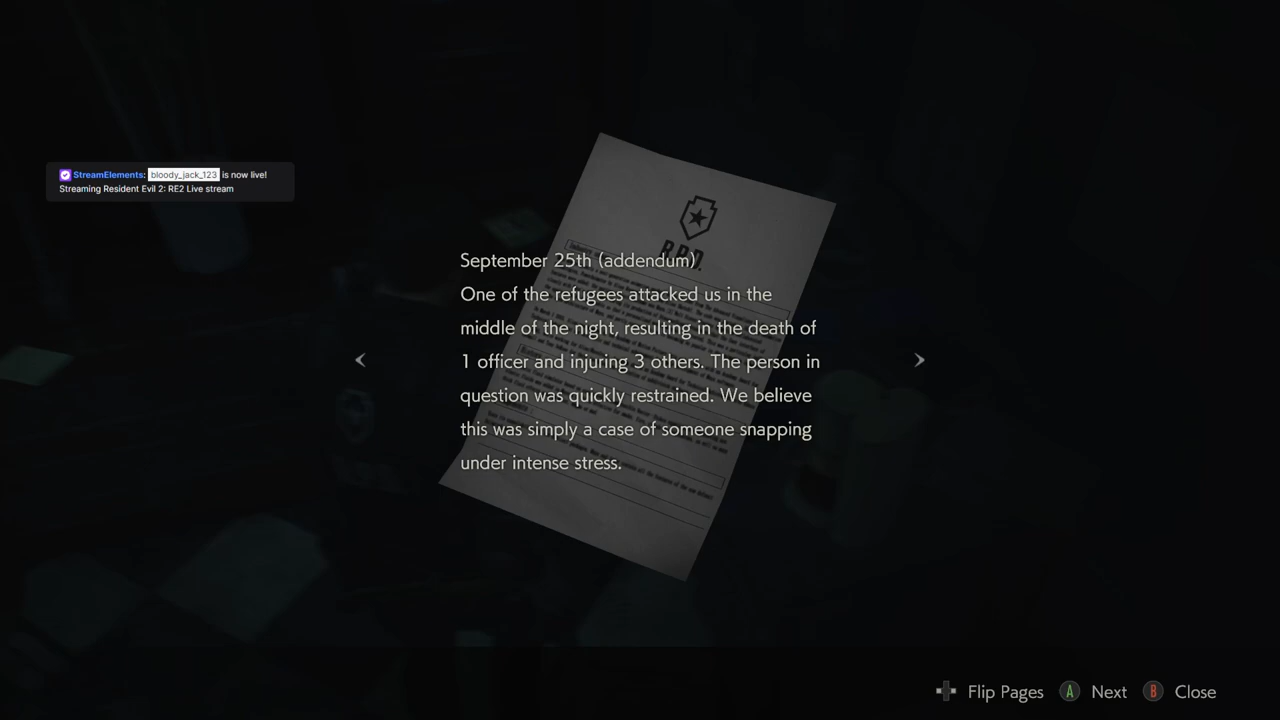 StreamElements: bloody_jack_123 is now live!
Streaming Resident Evil 2: RE2 Live stream
R.P.D.
September 25th (addendum)
One of the refugees attacked us in the
middle of the night, resulting in the death of
1 officer and injuring 3 others. The person in
question was quickly restrained. We believe
this was simply a case of someone snapping
under intense stress.
Flip Pages A Next B Close